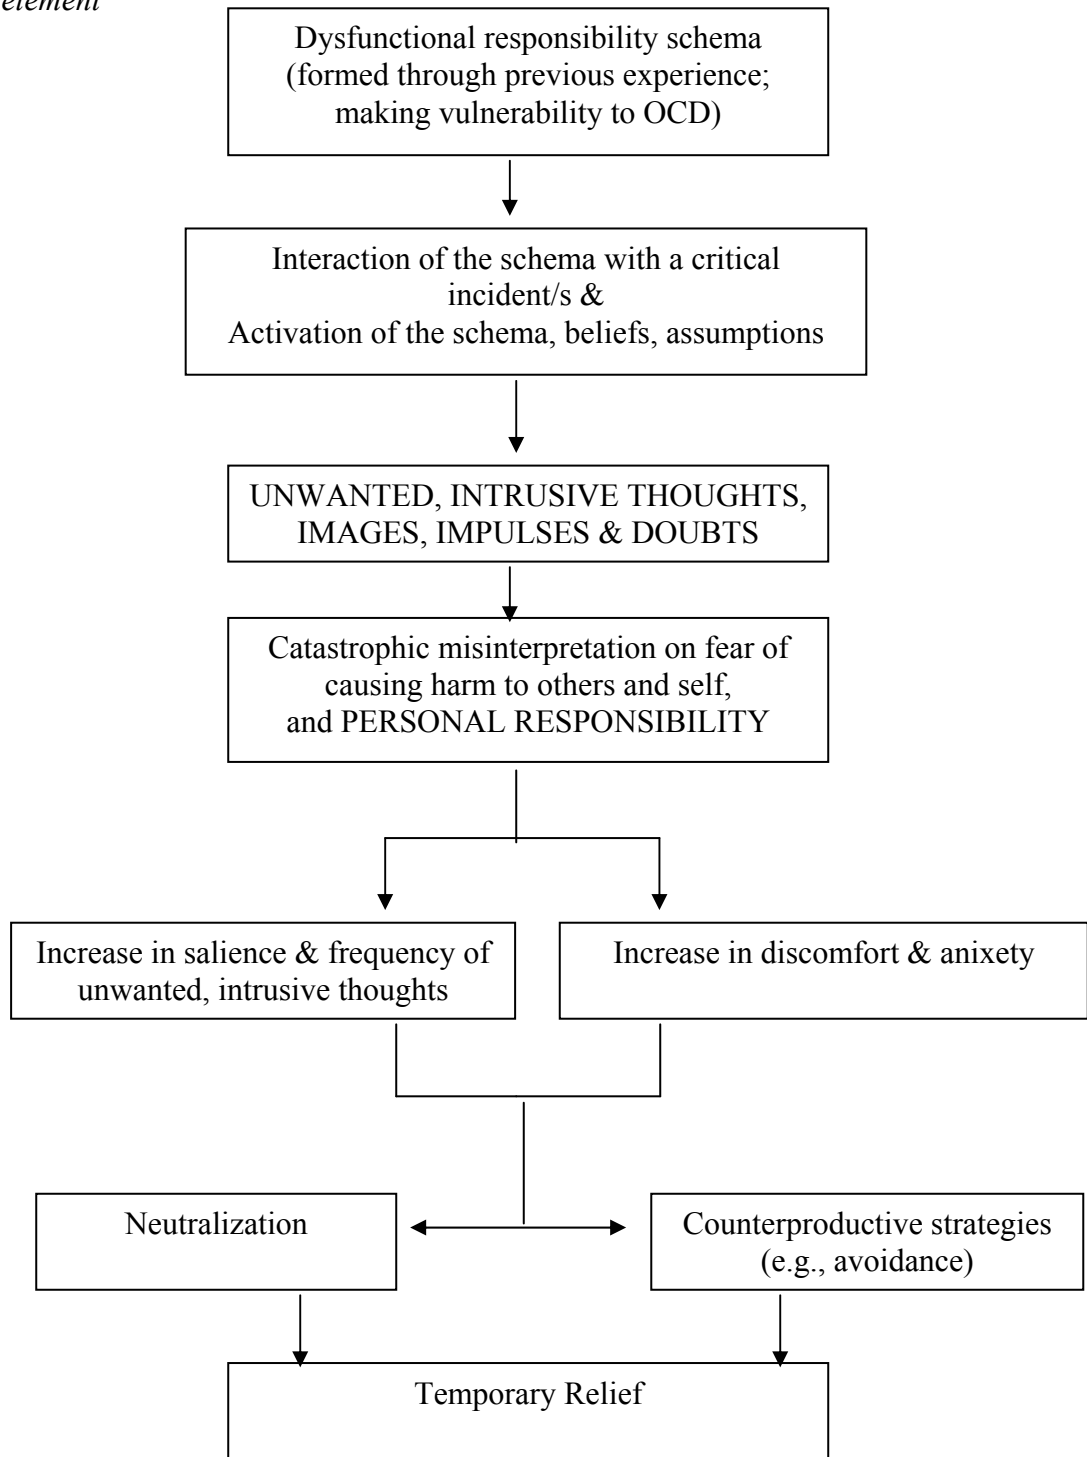 element
Dysfunctional responsibility schema
(formed through previous experience;
making vulnerability to OCD)
Interaction of the schema with a critical
incident/s &
Activation of the schema, beliefs, assumptions
UNWANTED, INTRUSIVE THOUGHTS,
IMAGES, IMPULSES & DOUBTS
Catastrophic misinterpretation on fear of
causing harm to others and self,
and PERSONAL RESPONSIBILITY
Increase in salience & frequency of
unwanted, intrusive thoughts
Increase in discomfort & anixety
Neutralization
Counterproductive strategies
(e.g., avoidance)
Temporary Relief